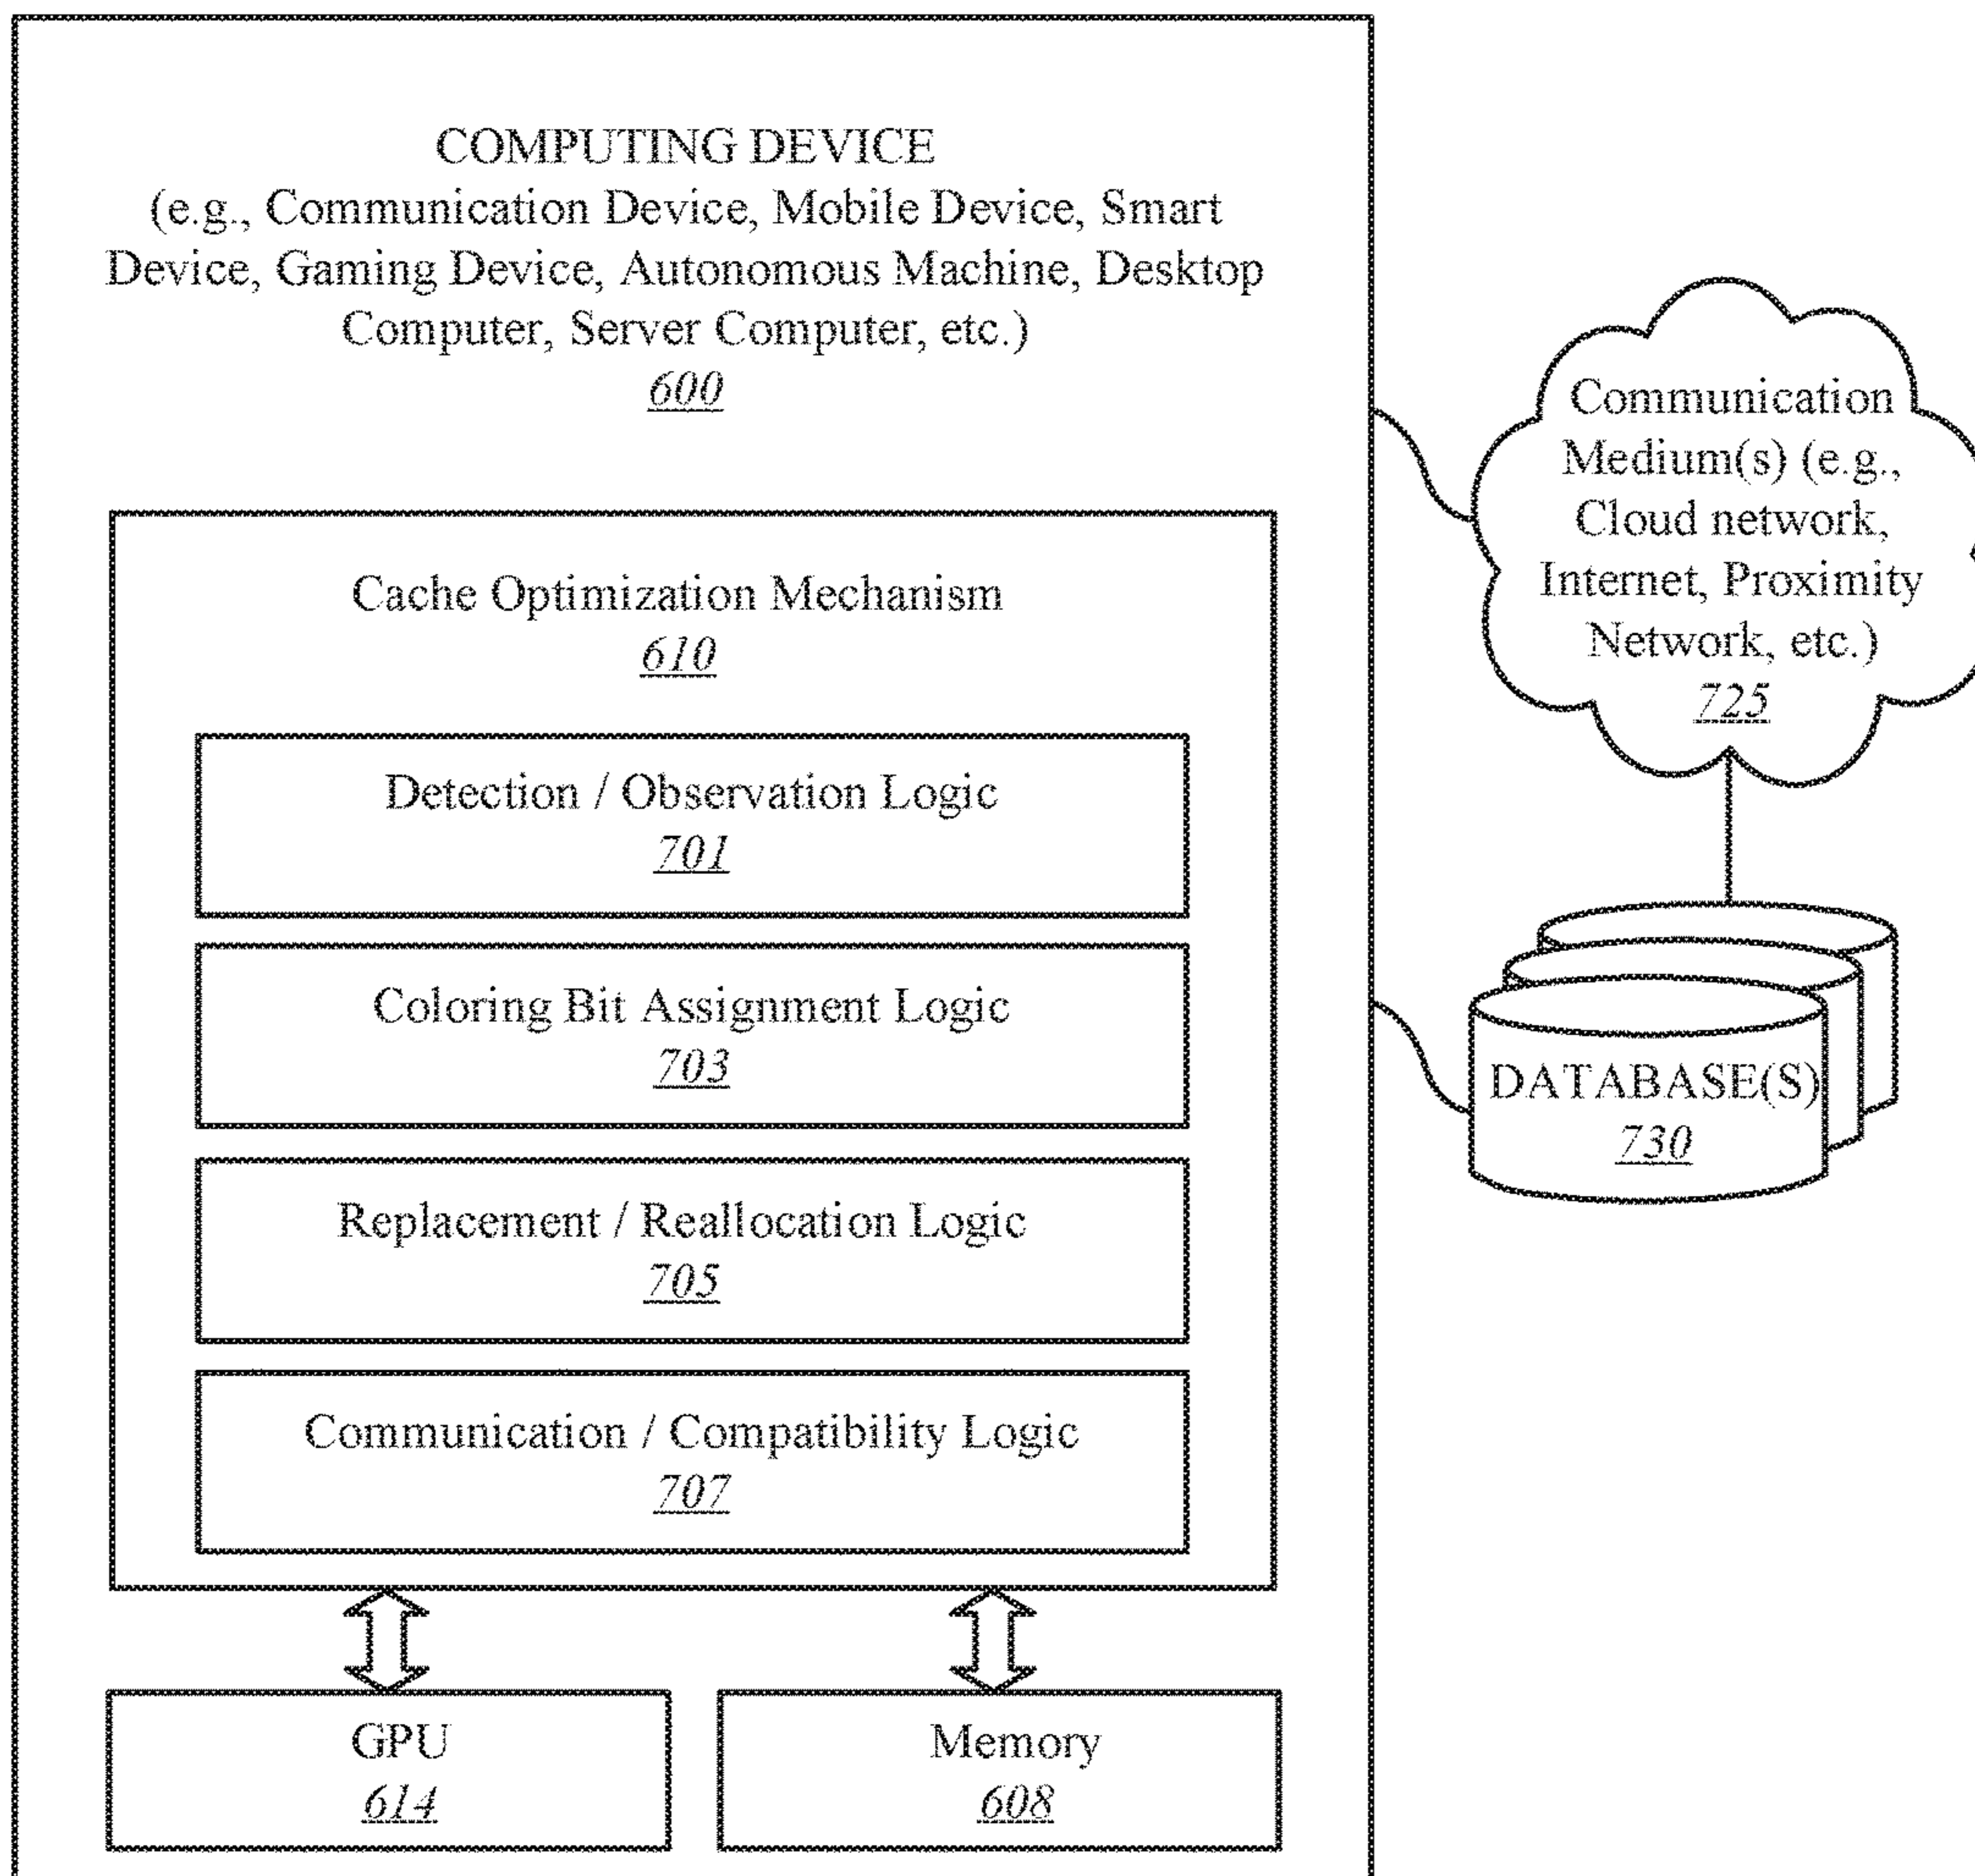 COMPUTING DEVICE
(e.g., Communication Device, Mobile Device, Smart
Device, Gaming Device, Autonomous Machine, Desktop
Computer, Server Computer, etc.)
600
Cache Optimization Mechanism
610
Detection / Observation Logic
701
Coloring Bit Assignment Logic
703
Replacement / Reallocation Logic
705
Communication / Compatibility Logic
707
GPU
614
Memory
608
Communication
Medium(s) (e.g.,
Cloud network,
Internet, Proximity
Network, etc.)
725
DATABASE(S)
730